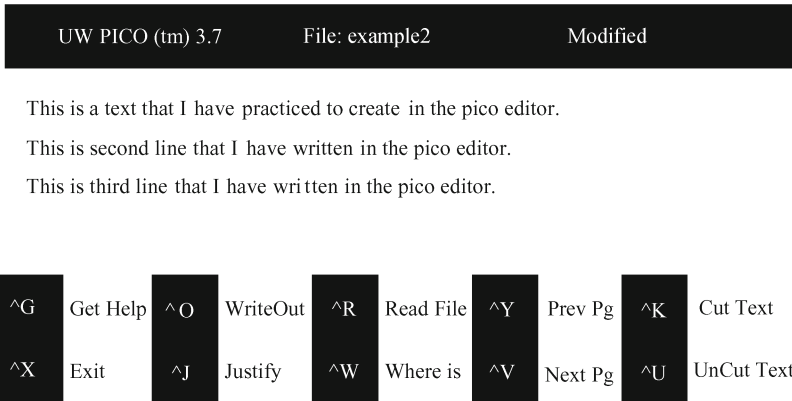 UW PICO (tm) 3.7 File: example2 Modified
This is a text that I have practiced to create in the pico editor.
This is second line that I have written in the pico editor.
This is third line that I have written in the pico editor.
^G Get Help ^O WriteOut ^R Read File ^Y Prev Pg ^K Cut Text
^X Exit ^J Justify ^W Where is ^V Next Pg ^U UnCut Text